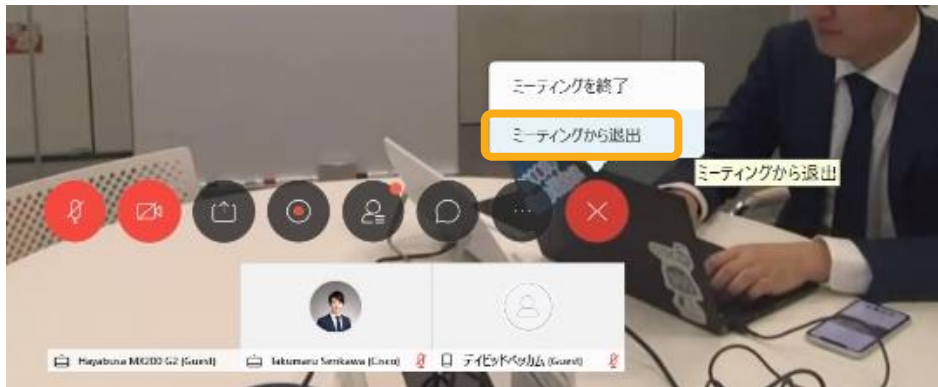 ミーティングを終了
ミーティングから退出
ミーティングから退出
Hayabusa MX200 G2 (Guest)
Takumaru Senkawa (Cisco)
デイビッドベッカム (Guest)